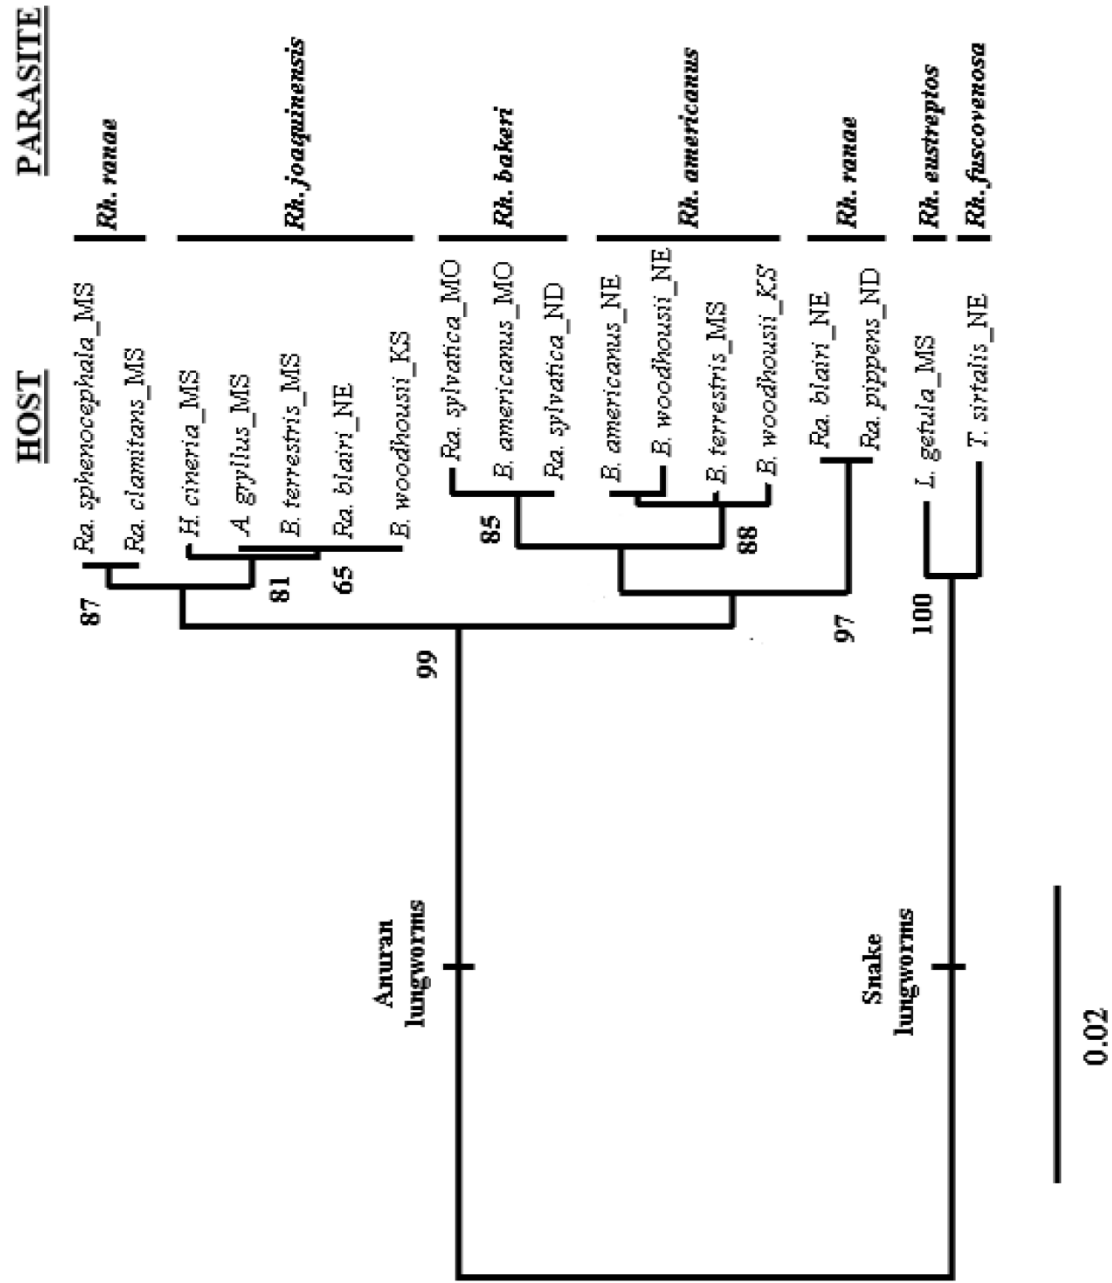 HOST
PARASITE
Ra. sphenocephala_MS
Ra. clamitans_MS
Rh. ranae
H. cineria_MS
A. gryllus_MS
B. terrestris_MS
Ra. blairi_NE
B. woodhousii_KS
Rh. joaquinensis
Ra. sylvatica_MO
B. americanus_MO
Ra. sylvatica_ND
Rh. bakeri
B. americanus_NE
B. woodhousii_NE
B. terrestris_MS
B. woodhousii_KS
Rh. americanus
Ra. blairi_NE
Ra. pippens_ND
Rh. ranae
L. getula_MS
Rh. eustreptos
T. sirtalis_NE
Rh. fuscovenosa
87
81
65
99
85
88
97
100
Anuran
lungworms
Snake
lungworms
0.02